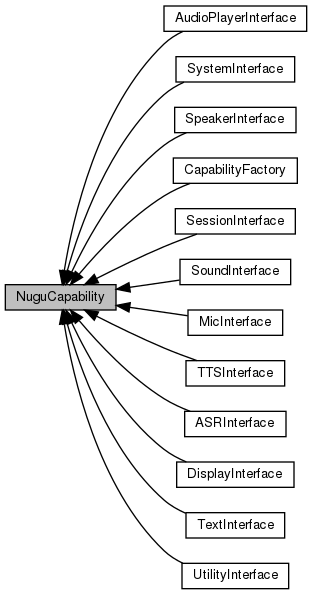 AudioPlayerInterface
SystemInterface
SpeakerInterface
CapabilityFactory
SessionInterface
SoundInterface
NuguCapability
MicInterface
TTSInterface
ASRInterface
DisplayInterface
TextInterface
UtilityInterface